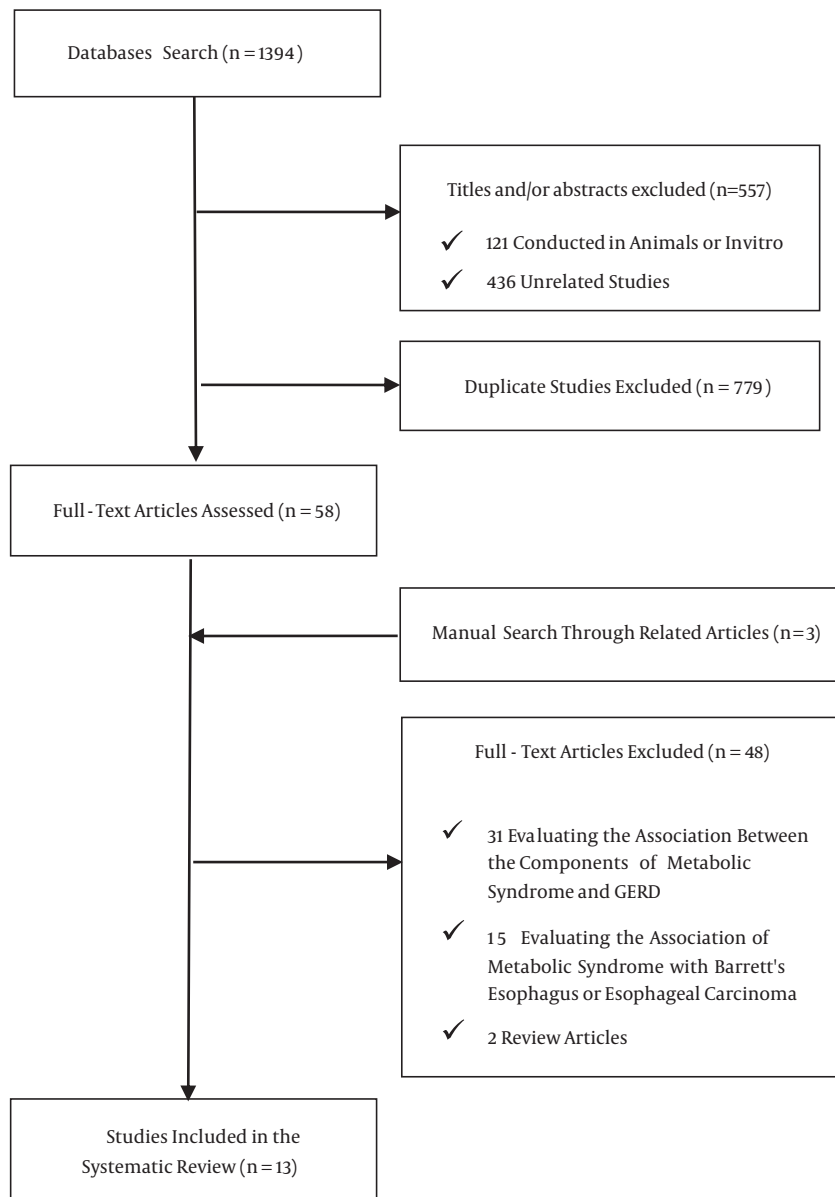 Databases Search (n = 1394)
Titles and/or abstracts excluded (n=557)
✓ 121 Conducted in Animals or Invitro
✓ 436 Unrelated Studies
Duplicate Studies Excluded (n = 779)
Full - Text Articles Assessed (n = 58)
Manual Search Through Related Articles (n=3)
Full - Text Articles Excluded (n = 48)
✓ 31 Evaluating the Association Between
the Components of Metabolic
Syndrome and GERD
✓ 15 Evaluating the Association of
Metabolic Syndrome with Barrett's
Esophagus or Esophageal Carcinoma
✓ 2 Review Articles
Studies Included in the
Systematic Review (n = 13)